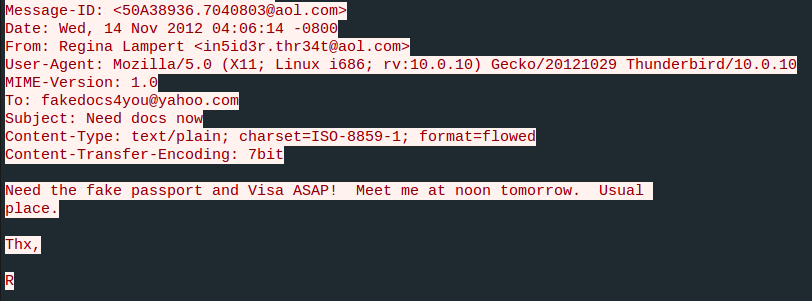 Message-ID: <50A38936.7040803@aol.com>
Date: Wed, 14 Nov 2012 04:06:14 -0800
From: Regina Lampert <in5id3r.thr34t@aol.com>
User-Agent: Mozilla/5.0 (X11; Linux i686; rv:10.0.10) Gecko/20121029 Thunderbird/10.0.10
MIME-Version: 1.0
To: fakedocs4you@yahoo.com
Subject: Need docs now
Content-Type: text/plain; charset=ISO-8859-1; format=flowed
Content-Transfer-Encoding: 7bit

Need the fake passport and Visa ASAP!  Meet me at noon tomorrow.  Usual
place.

Thx,

R